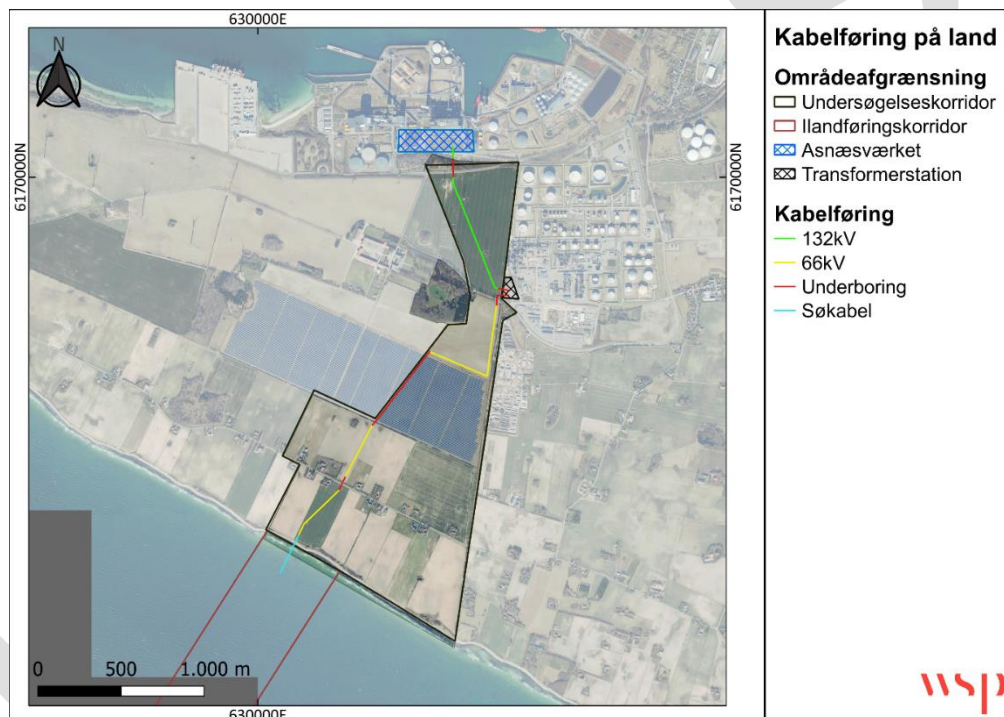 630000E
N
6170000N
6170000N
0 500 1.000 m
630000E
Kabelføring på land
Områdeafgrænsning
Undersøgelseskorridor
Ilandføringskorridor
Asnæsværket
Transformerstation
Kabelføring
132kV
66kV
Underboring
Søkabel
wsp